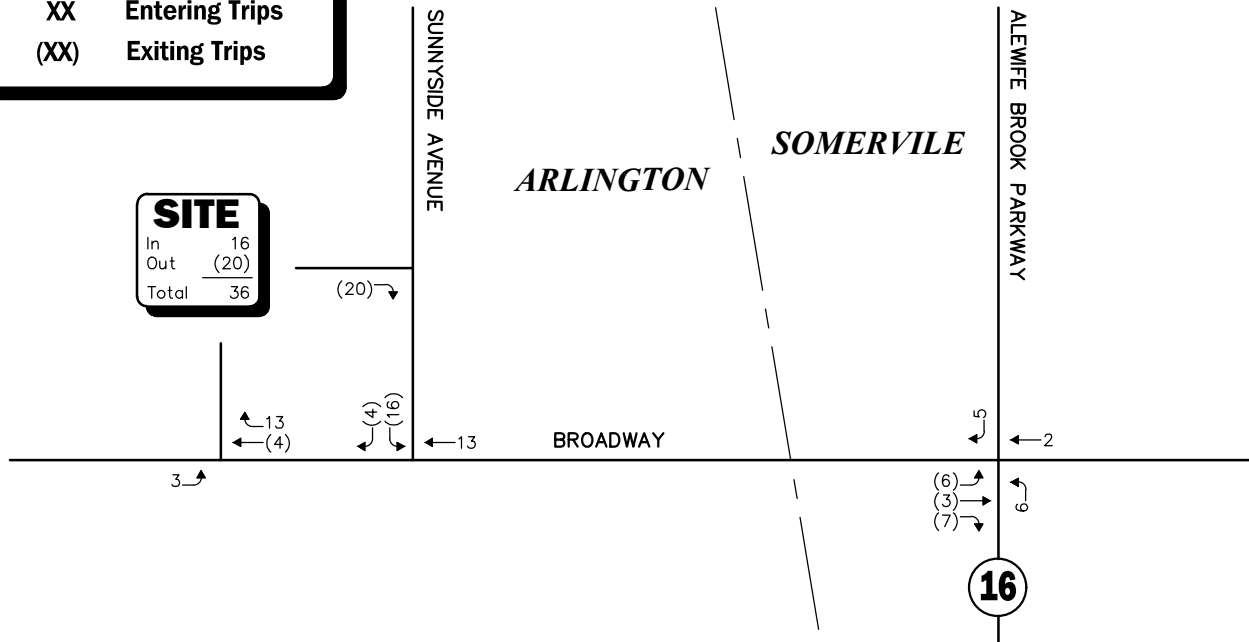 XX Entering Trips
(XX) Exiting Trips
SUNNYSIDE AVENUE
ALEWIFE BROOK PARKWAY
SOMERVILE
ARLINGTON
SITE
In 16
Out (20)
Total 36
(20)
13
(4)
(4)
(16)
13
BROADWAY
5
2
3
(6)
(3)
(7)
6
16